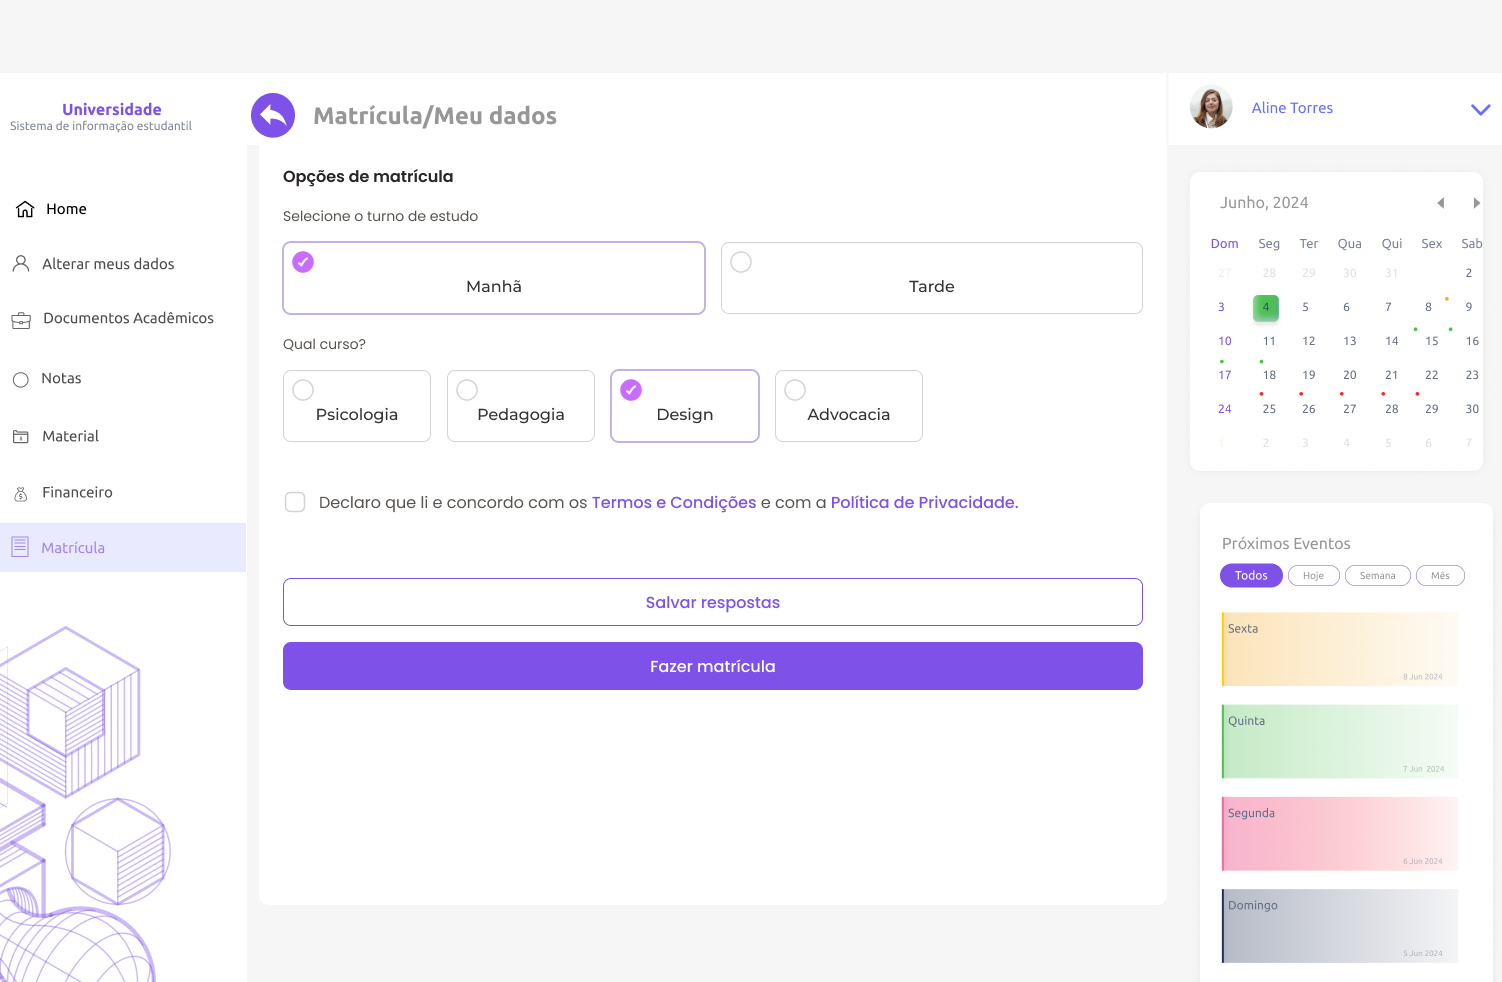 Universidade
Sistema de informação estudantil
Home
Alterar meus dados
Documentos Acadêmicos
Notas
Material
Financeiro
Matrícula
Matrícula/Meu dados
Opções de matrícula
Selecione o turno de estudo
Manhã
Tarde
Qual curso?
Psicologia
Pedagogia
Design
Advocacia
Declaro que li e concordo com os Termos e Condições e com a Política de Privacidade.
Salvar respostas
Fazer matrícula
Aline Torres
Junho, 2024
Dom Seg Ter Qua Qui Sex Sab
27 28 29 30 31 2
3 4 5 6 7 8 9
10 11 12 13 14 15 16
17 18 19 20 21 22 23
24 25 26 27 28 29 30
1 2 3 4 5 6 7
Próximos Eventos
Todos Hoje Semana Mês
Sexta
8 Jun 2024
Quinta
7 Jun 2024
Segunda
6 Jun 2024
Domingo
5 Jun 2024